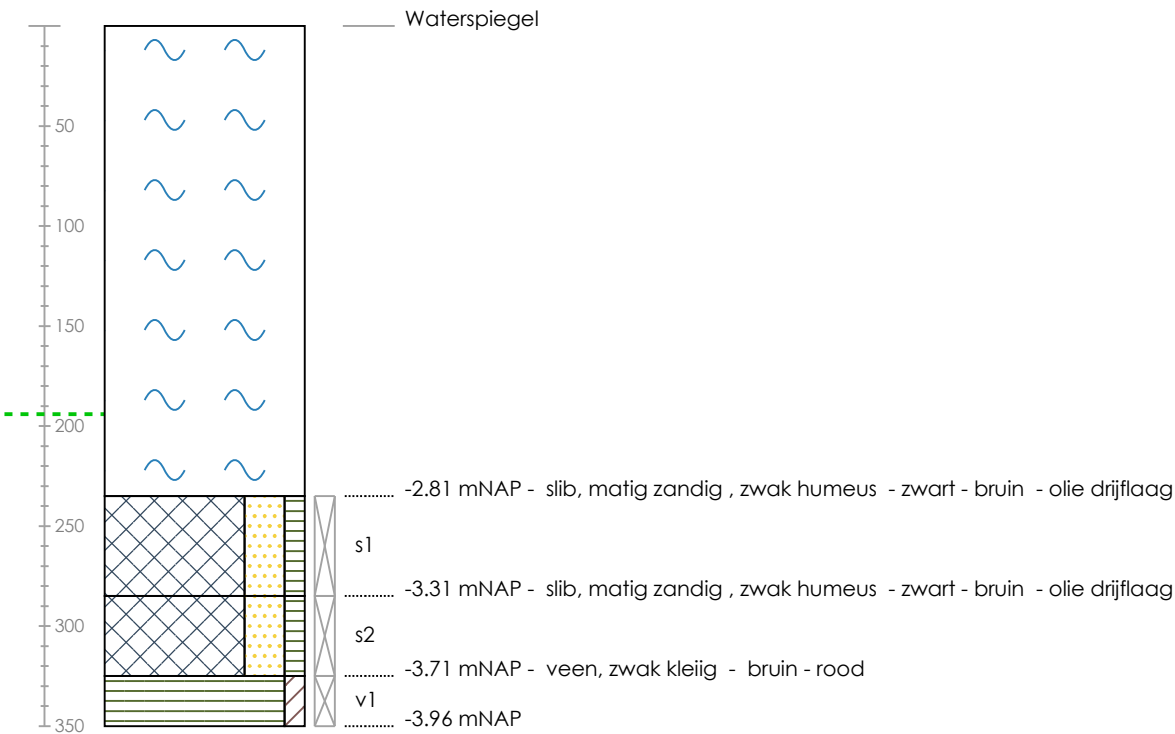 Waterspiegel
50
100
150
200
-2.81 mNAP - slib, matig zandig , zwak humeus - zwart - bruin - olie drijflaag
250
s1
-3.31 mNAP - slib, matig zandig , zwak humeus - zwart - bruin - olie drijflaag
300
s2
-3.71 mNAP - veen, zwak kleiig - bruin - rood
v1
-3.96 mNAP
350